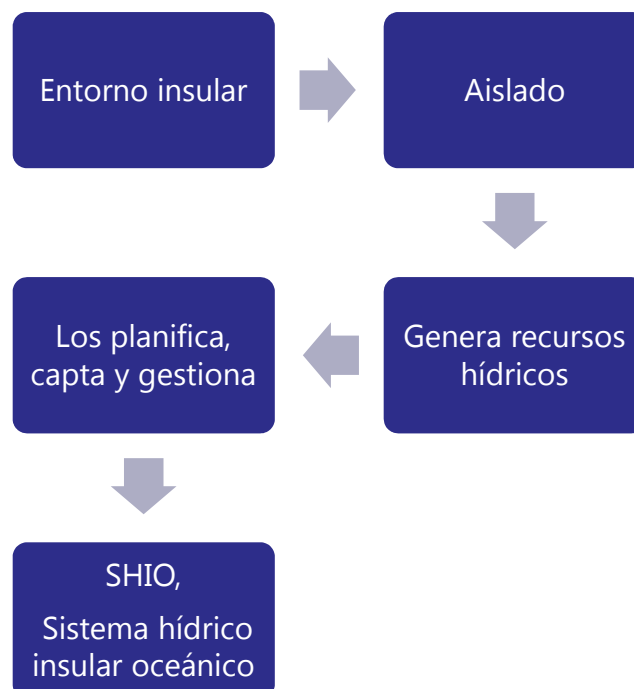 Entorno insular
Aislado
Genera recursos
hídricos
Los planifica,
capta y gestiona
SHIO,
Sistema hídrico
insular oceánico